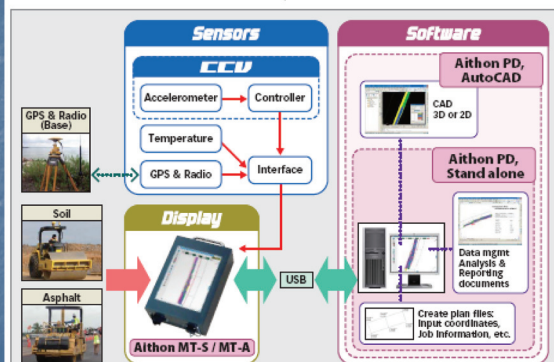 Sensors
CCV
Accelerometer
Controller
Temperature
GPS & Radio
Interface
GPS & Radio
(Base)
Soil
Asphalt
Display
Aithon MT-S / MT-A
USB
Software
Aithon PD,
AutoCAD
CAD
3D or 2D
Aithon PD,
Stand alone
Data mgmt
Analysis &
Reporting
documents
Create plan files:
Input coordinates,
Job information, etc.